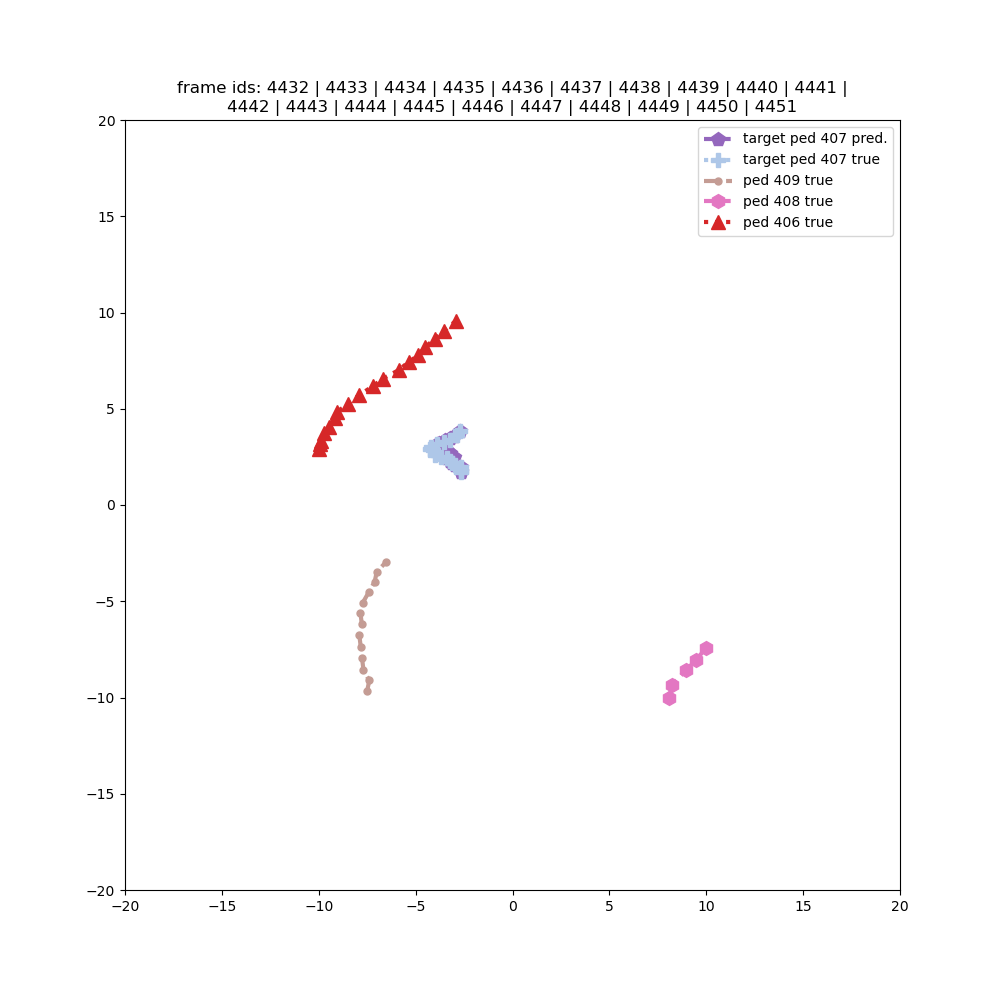 frame ids: 4432 | 4433 | 4434 | 4435 | 4436 | 4437 | 4438 | 4439 | 4440 | 4441 |
4442 | 4443 | 4444 | 4445 | 4446 | 4447 | 4448 | 4449 | 4450 | 4451
target ped 407 pred.
target ped 407 true
ped 409 true
ped 408 true
ped 406 true
20
15
10
5
0
−5
−10
−15
−20
−20 −15 −10 −5 0 5 10 15 20